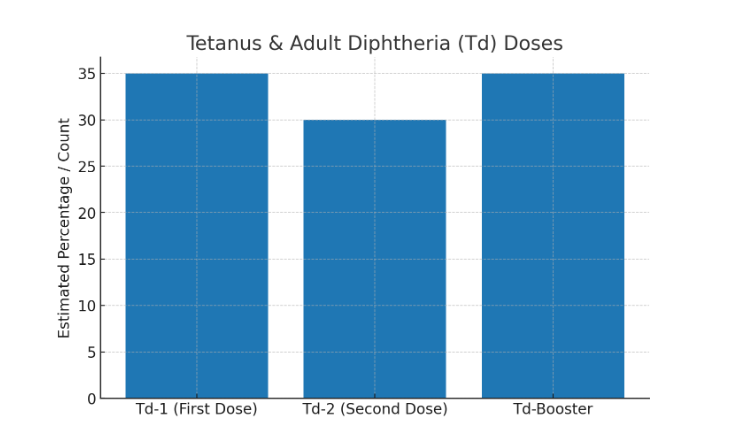 Tetanus & Adult Diphtheria (Td) Doses
Estimated Percentage / Count
35
30
25
20
15
10
5
0
Td-1 (First Dose)
Td-2 (Second Dose)
Td-Booster